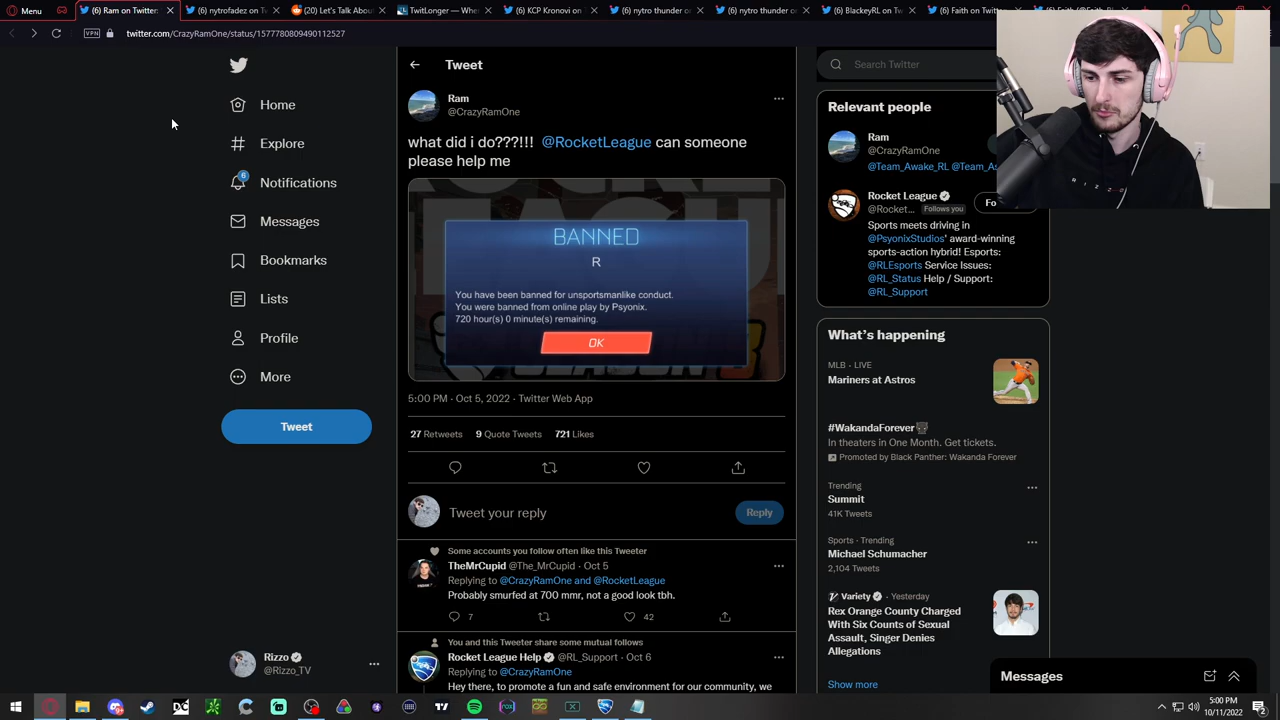 Menu
(6) Ram on Twitter:
(6) nytrofadez on Tw
(20) Let's Talk About
TwitLonger — Whe
(6) KCP Kronovi on
(6) nytro thunder on
(6) nytro thunder on
(6) BlackeyRL on Tw
(6) Faith on Twitter
VPN
twitter.com/CrazyRamOne/status/1577780809490112527
Home
Explore
6
Notifications
Messages
Bookmarks
Lists
Profile
More
Tweet
Rizzo
@Rizzo_TV
Tweet
Ram
@CrazyRamOne
what did i do???!!! @RocketLeague can someone
please help me
BANNED
R
You have been banned for unsportsmanlike conduct.
You were banned from online play by Psyonix.
720 hour(s) 0 minute(s) remaining.
OK
5:00 PM · Oct 5, 2022 · Twitter Web App
27 Retweets 9 Quote Tweets 721 Likes
Tweet your reply
Reply
Some accounts you follow often like this Tweeter
TheMrCupid @The_MrCupid · Oct 5
Replying to @CrazyRamOne and @RocketLeague
Probably smurfed at 700 mmr, not a good look tbh.
7
42
You and this Tweeter share some mutual follows
Rocket League Help @RL_Support · Oct 6
Replying to @CrazyRamOne
Hey there, to promote a fun and safe environment for our community, we
Search Twitter
Relevant people
Ram
@CrazyRamOne
@Team_Awake_RL
Rocket League
@Rocket... Follows you
Fo
Sports meets driving in
@PsyonixStudios' award-winning
sports-action hybrid! Esports:
@RLEsports Service Issues:
@RL_Status Help / Support:
@RL_Support
What's happening
MLB · LIVE
Mariners at Astros
#WakandaForever
In theaters in One Month. Get tickets.
Promoted by Black Panther: Wakanda Forever
Trending
Summit
41K Tweets
Sports · Trending
Michael Schumacher
2,104 Tweets
Variety · Yesterday
Rex Orange County Charged
With Six Counts of Sexual
Assault, Singer Denies
Allegations
Show more
Messages
RIZZO
5:00 PM
10/11/2022
2